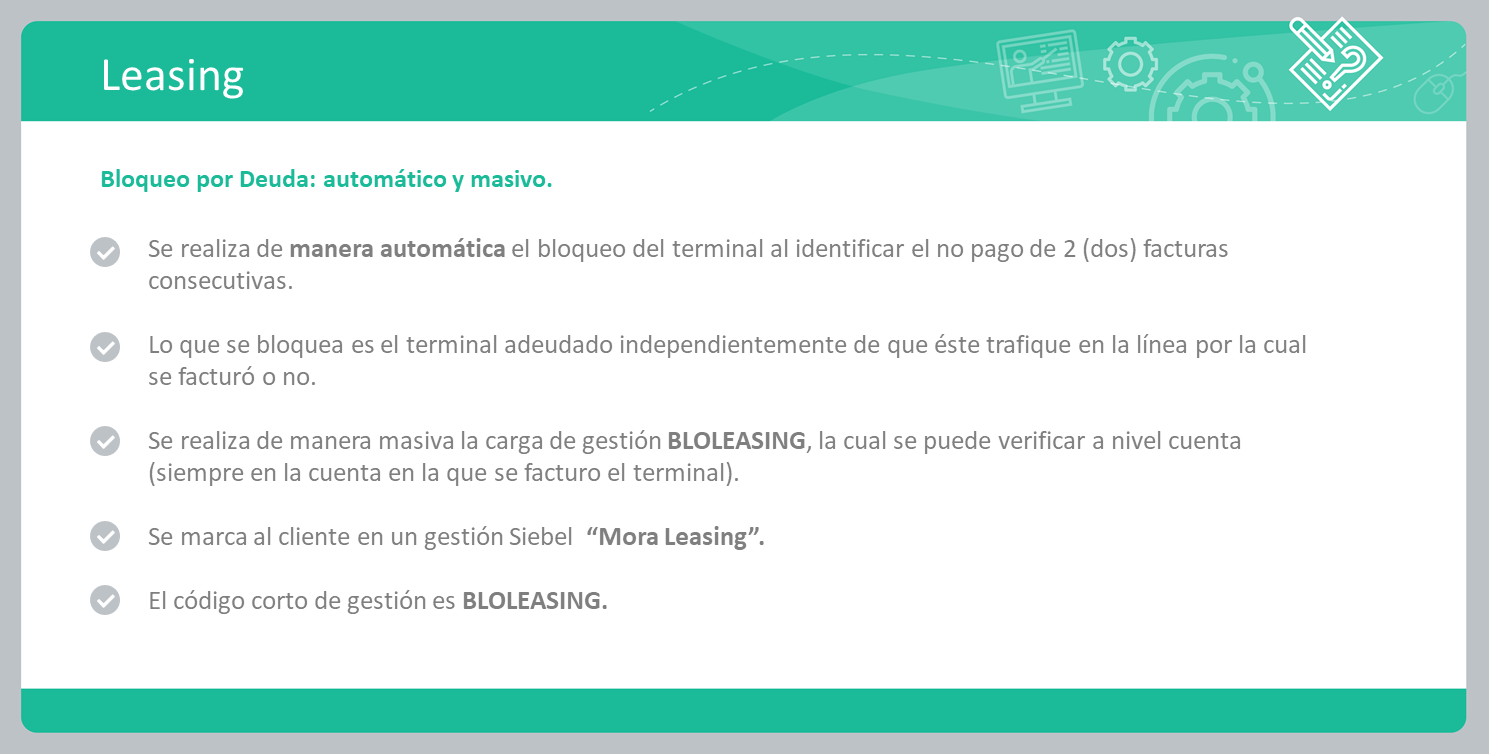 Leasing
Bloqueo por Deuda: automático y masivo.
Se realiza de manera automática el bloqueo del terminal al identificar el no pago de 2 (dos) facturas
consecutivas.
Lo que se bloquea es el terminal adeudado independientemente de que éste trafique en la línea por la cual
se facturó o no.
Se realiza de manera masiva la carga de gestión BLOLEASING, la cual se puede verificar a nivel cuenta
(siempre en la cuenta en la que se facturo el terminal).
Se marca al cliente en un gestión Siebel “Mora Leasing”.
El código corto de gestión es BLOLEASING.